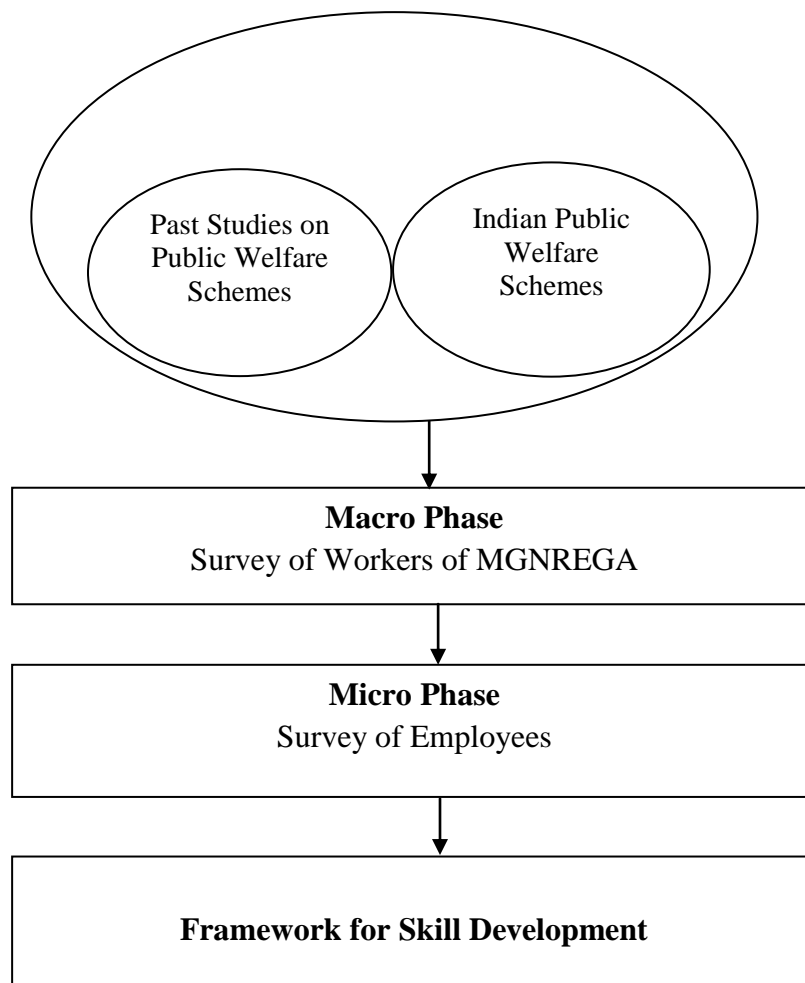 Past Studies on
Public Welfare
Schemes
Indian Public
Welfare
Schemes
Macro Phase
Survey of Workers of MGNREGA
Micro Phase
Survey of Employees
Framework for Skill Development